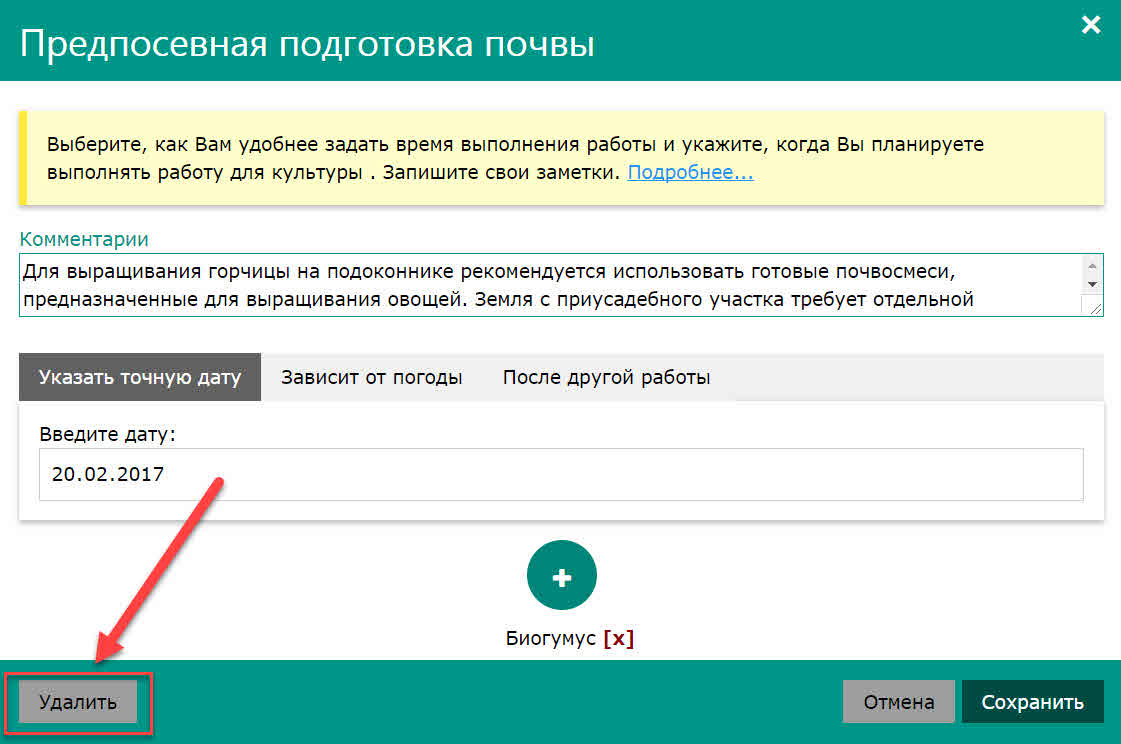 Предпосевная подготовка почвы
×
Выберите, как Вам удобнее задать время выполнения работы и укажите, когда Вы планируете
выполнять работу для культуры . Запишите свои заметки. Подробнее...
Комментарии
Для выращивания горчицы на подоконнике рекомендуется использовать готовые почвосмеси,
предназначенные для выращивания овощей. Земля с приусадебного участка требует отдельной
Указать точную дату Зависит от погоды После другой работы
Введите дату:
20.02.2017
+
Биогумус [x]
Удалить Отмена Сохранить